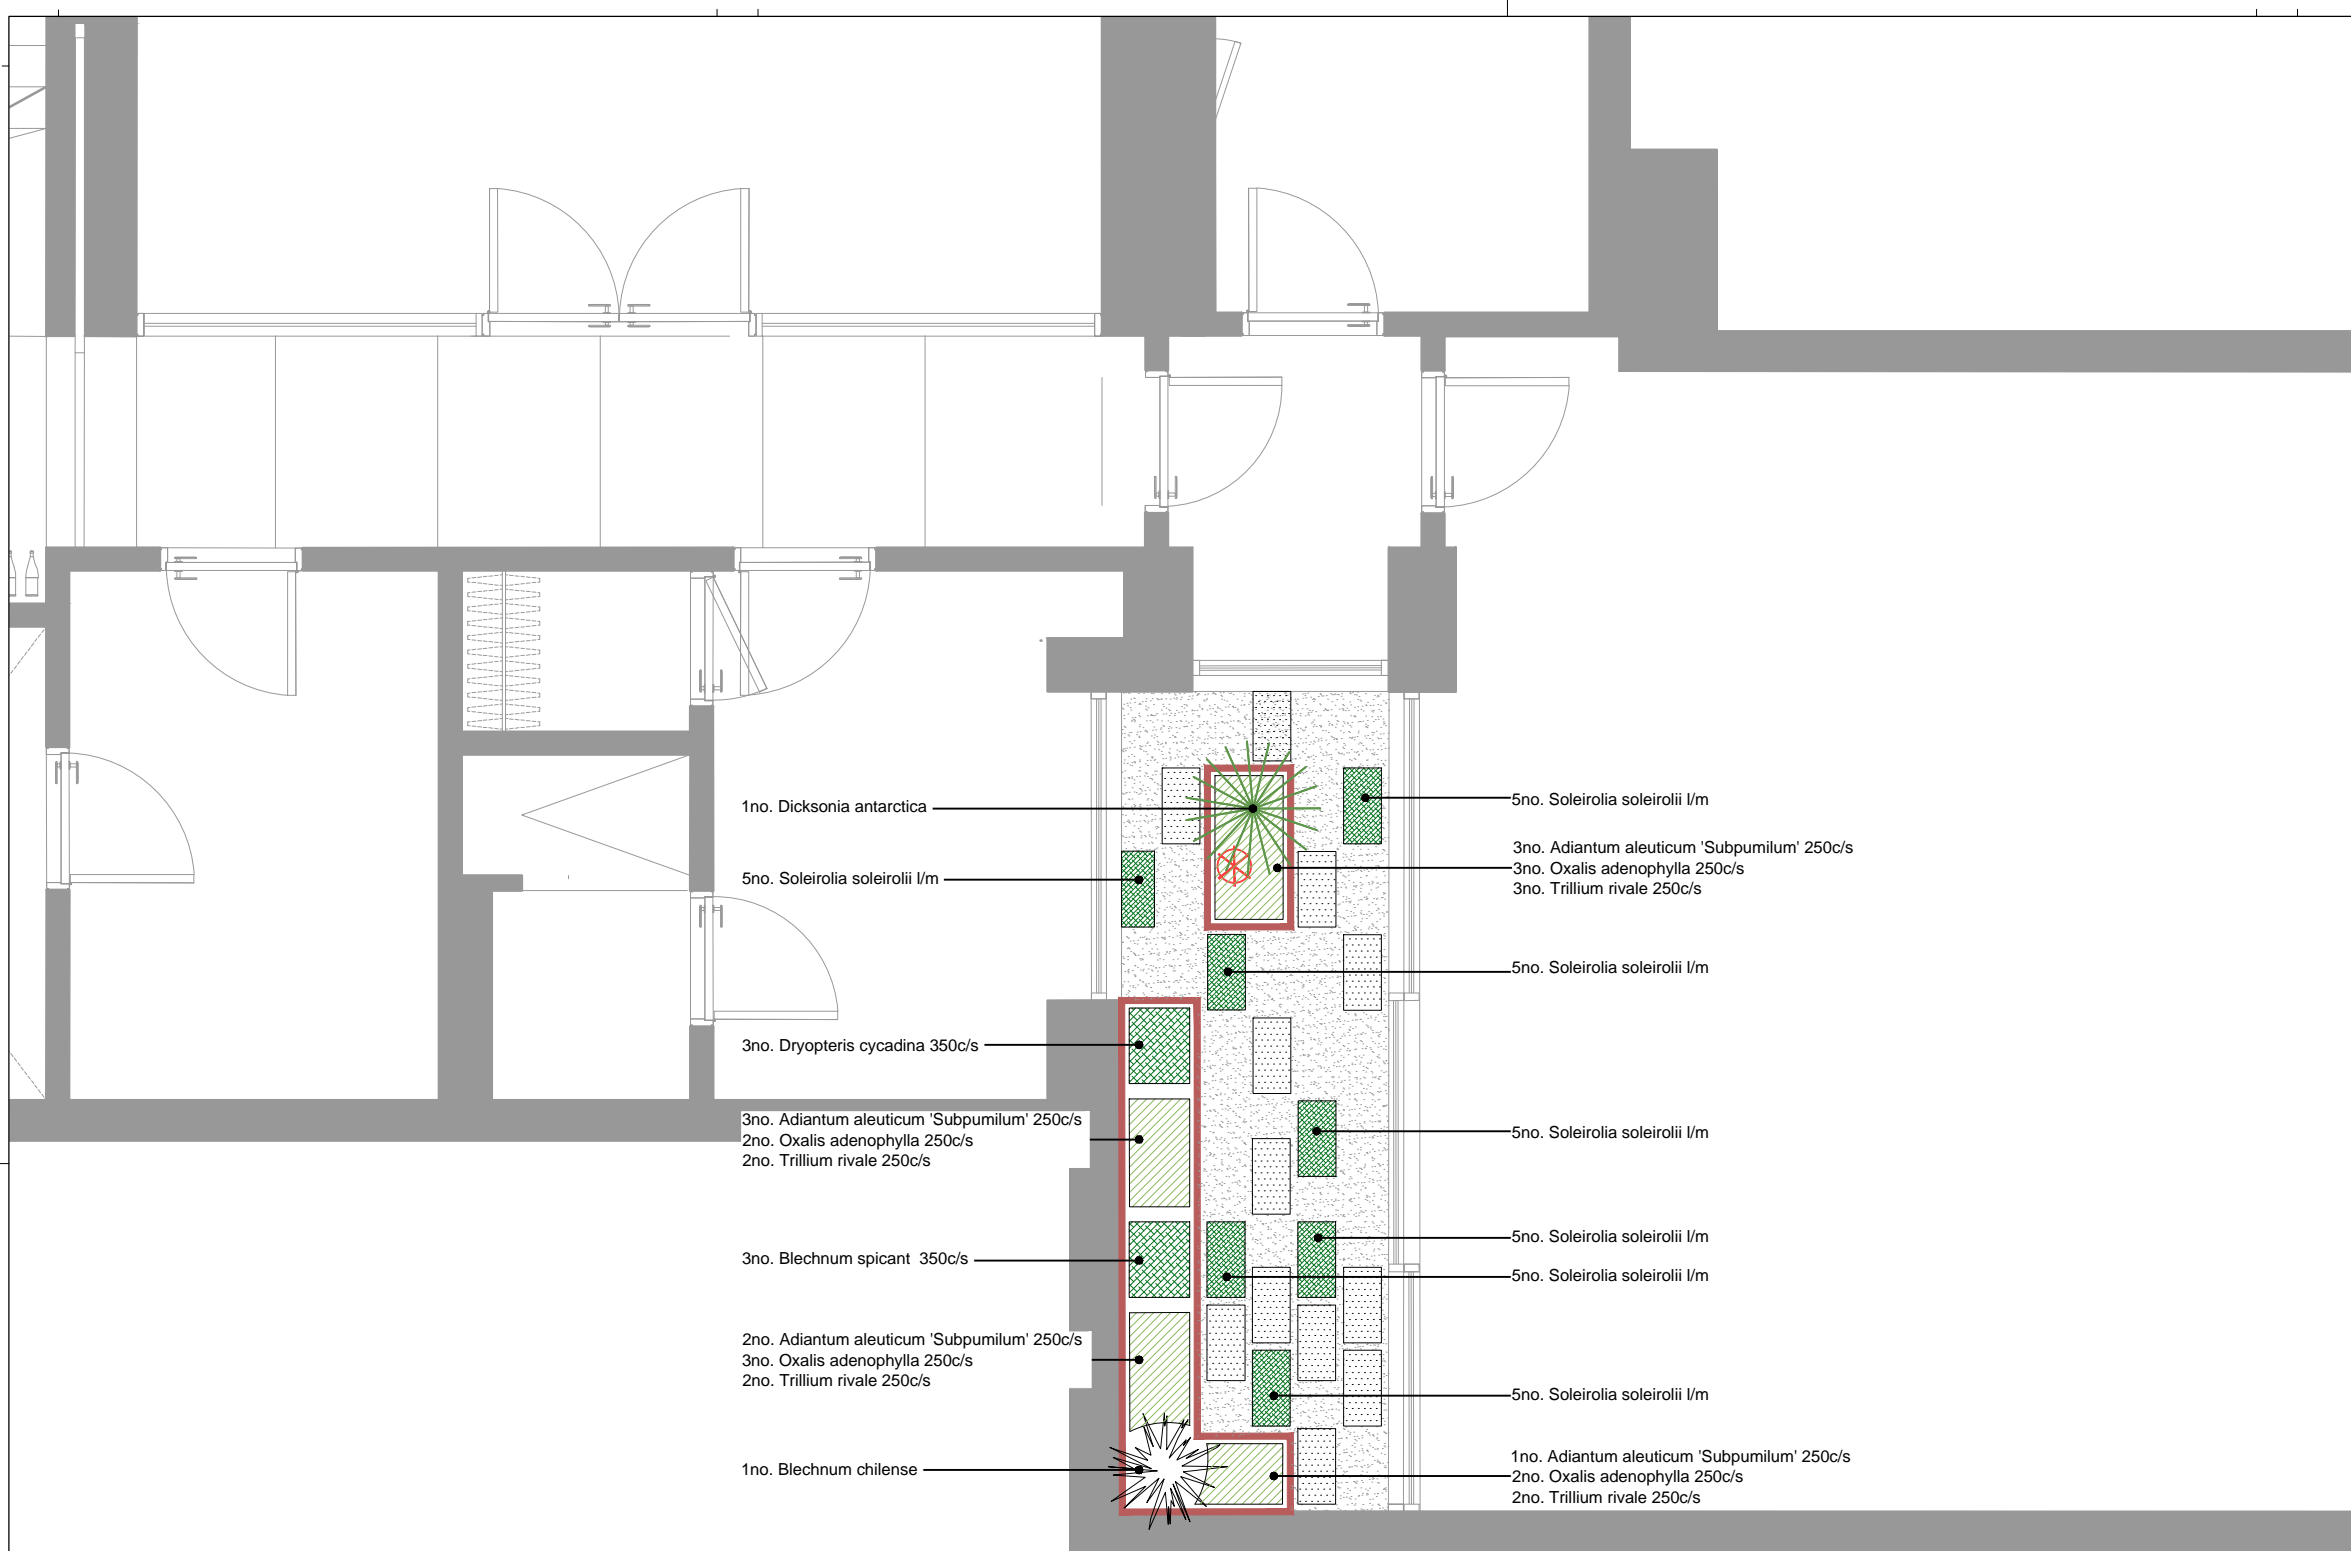 1no. Dicksonia antarctica
5no. Soleirolia soleirolii l/m
3no. Dryopteris cycadina 350c/s
3no. Adiantum aleuticum 'Subpumilum' 250c/s
2no. Oxalis adenophylla 250c/s
2no. Trillium rivale 250c/s
3no. Blechnum spicant  350c/s
2no. Adiantum aleuticum 'Subpumilum' 250c/s
3no. Oxalis adenophylla 250c/s
2no. Trillium rivale 250c/s
1no. Blechnum chilense
5no. Soleirolia soleirolii l/m
3no. Adiantum aleuticum 'Subpumilum' 250c/s
3no. Oxalis adenophylla 250c/s
3no. Trillium rivale 250c/s
5no. Soleirolia soleirolii l/m
5no. Soleirolia soleirolii l/m
5no. Soleirolia soleirolii l/m
5no. Soleirolia soleirolii l/m
5no. Soleirolia soleirolii l/m
1no. Adiantum aleuticum 'Subpumilum' 250c/s
2no. Oxalis adenophylla 250c/s
2no. Trillium rivale 250c/s